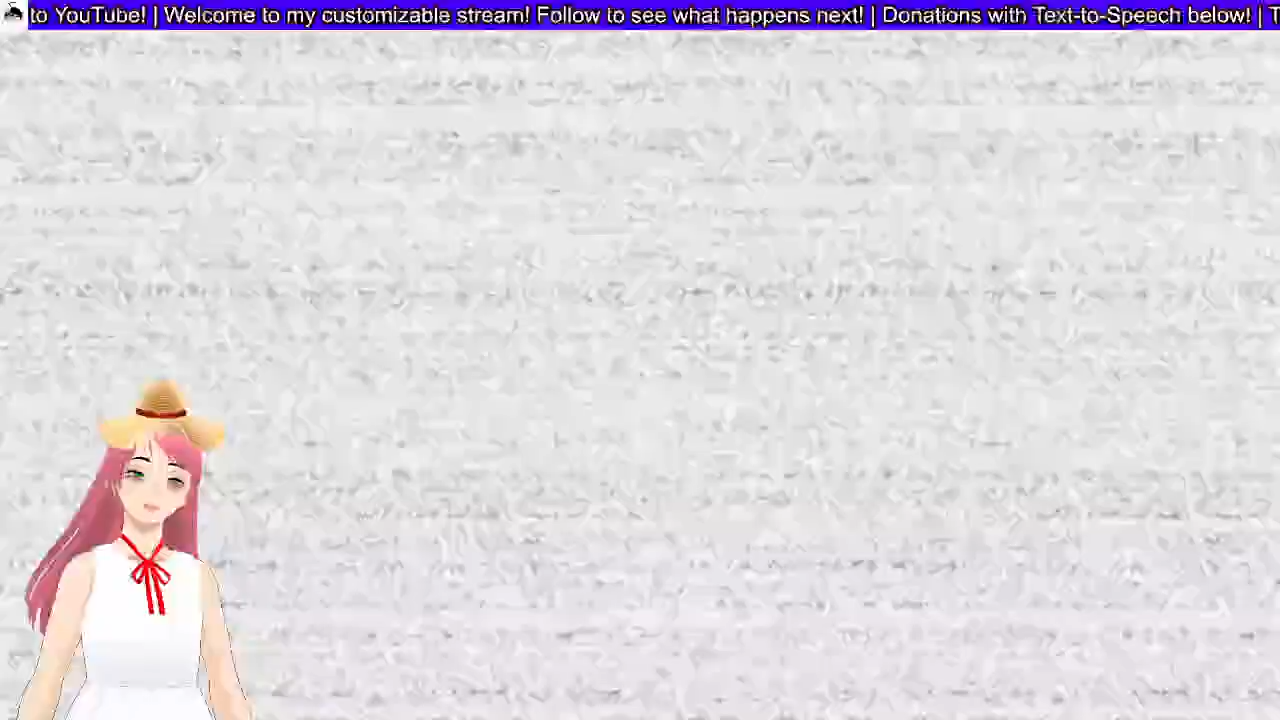 to YouTube! | Welcome to my customizable stream! Follow to see what happens next! | Donations with Text-to-Speech below! | T